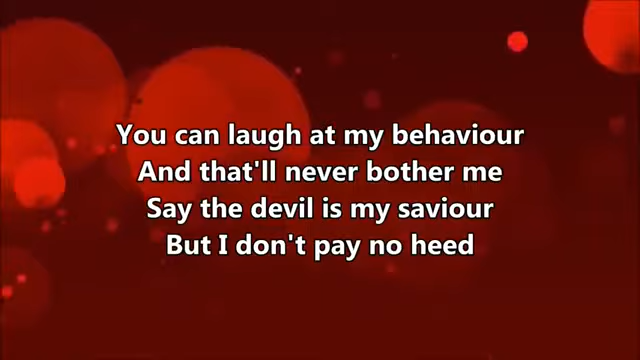 You can laugh at my behaviour
And that'll never bother me
Say the devil is my saviour
But I don't pay no heed